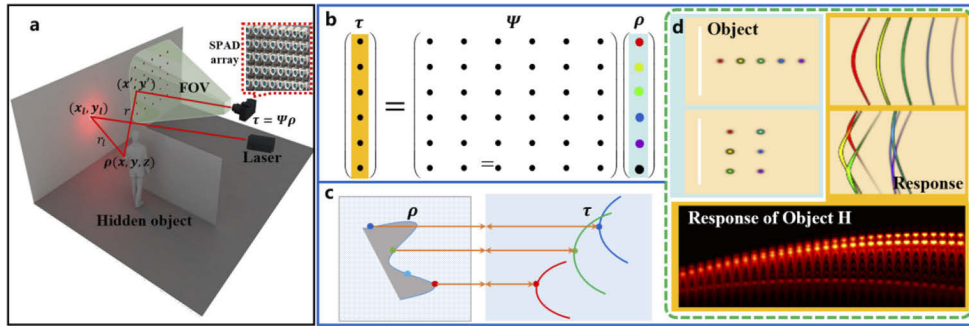 a
SPAD
array
FOV
(x', y')
(x_l, y_l)
r
τ = Ψρ
r_l
Laser
ρ(x, y, z)
Hidden object
b
τ
Ψ
ρ
=
=
c
ρ
τ
d
Object
Response
Response of Object H